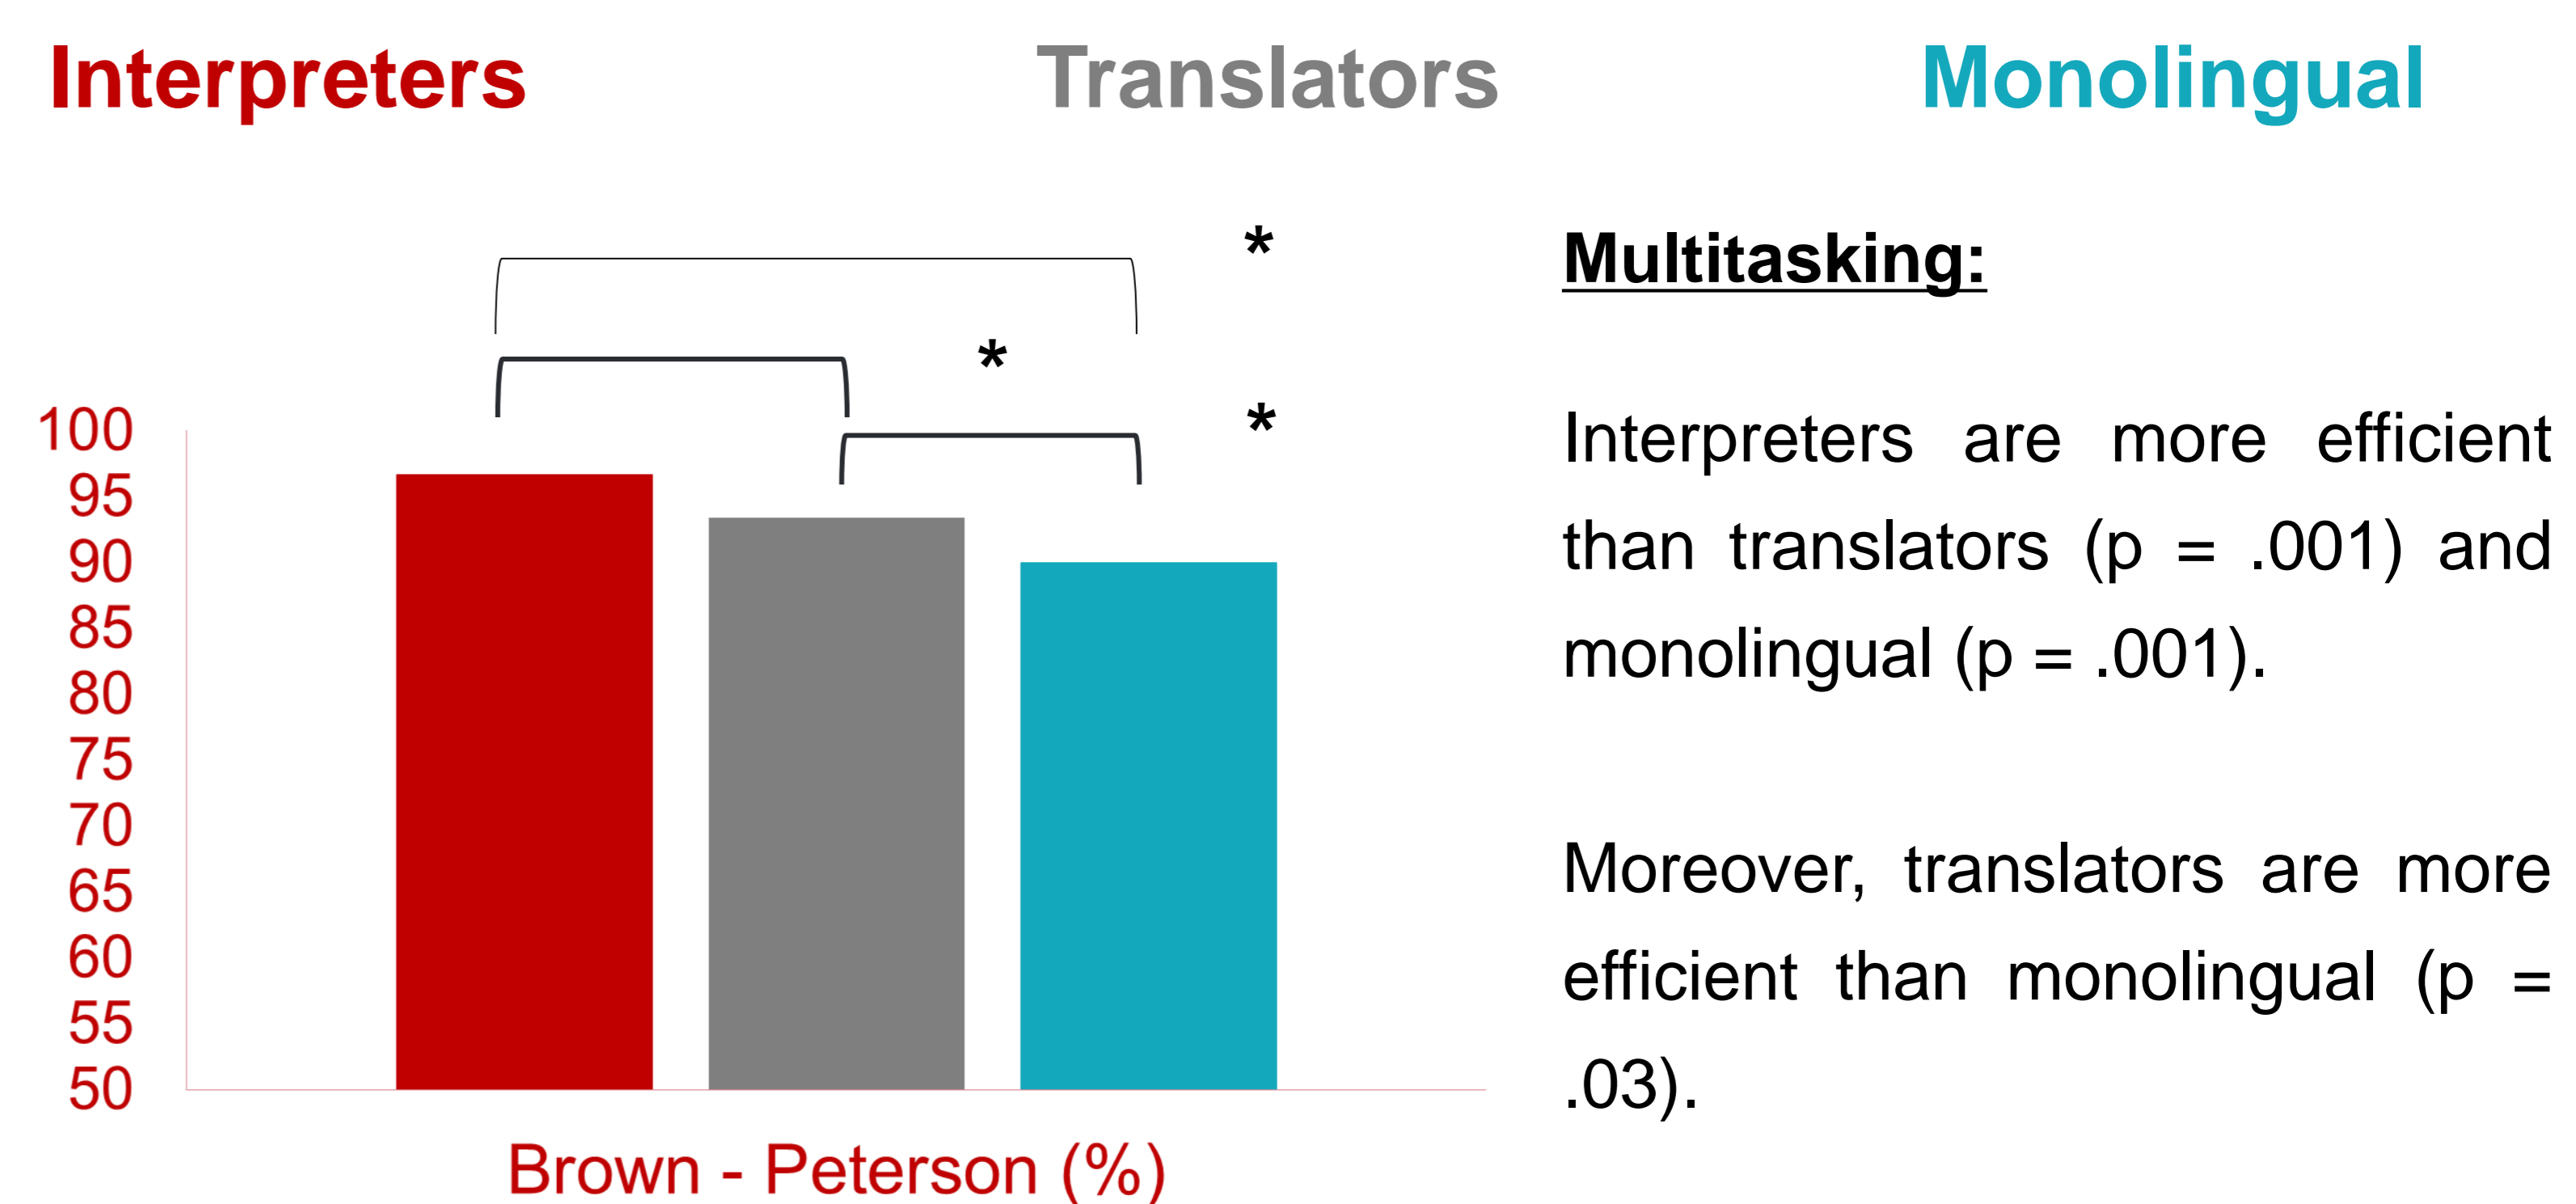 Interpreters Translators Monolingual
*
*
*
100
95
90
85
80
75
70
65
60
55
50
Brown - Peterson (%)
Multitasking:
Interpreters are more efficient
than translators (p = .001) and
monolingual (p = .001).
Moreover, translators are more
efficient than monolingual (p =
.03).